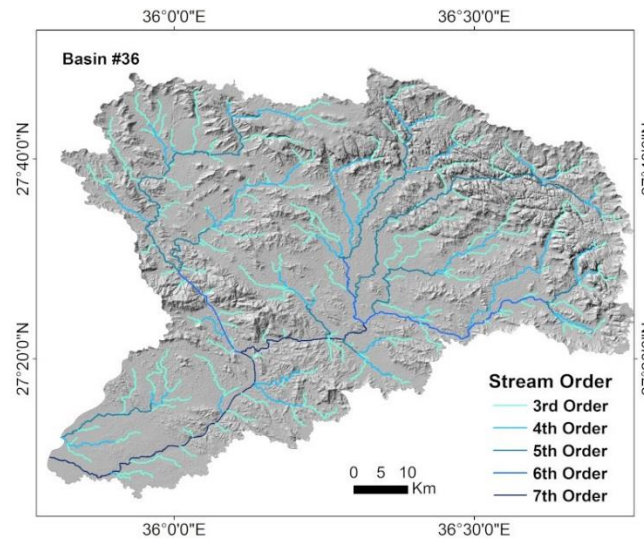 36°0'0"E 36°30'0"E
Basin #36
27°40'0"N
27°20'0"N
Stream Order
3rd Order
4th Order
5th Order
6th Order
7th Order
0 5 10
Km
36°0'0"E 36°30'0"E